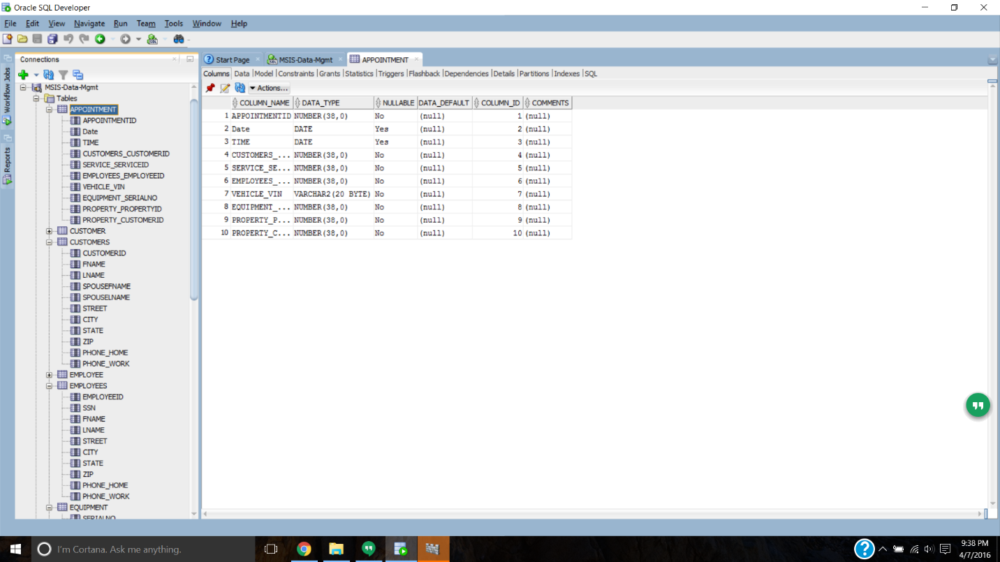 Oracle SQL Developer
File Edit View Navigate Run Team Tools Window Help
Connections
Start Page
MSIS-Data-Mgmt
APPOINTMENT
Workflow Jobs
Reports
MSIS-Data-Mgmt
Tables
APPOINTMENT
APPOINTMENTID
Date
TIME
CUSTOMERS_CUSTOMERID
SERVICE_SERVICEID
EMPLOYEES_EMPLOYEEID
VEHICLE_VIN
EQUIPMENT_SERIALNO
PROPERTY_PROPERTYID
PROPERTY_CUSTOMERID
CUSTOMER
CUSTOMERS
CUSTOMERID
FNAME
LNAME
SPOUSEFNAME
SPOUSELNAME
STREET
CITY
STATE
ZIP
PHONE_HOME
PHONE_WORK
EMPLOYEE
EMPLOYEES
EMPLOYEEID
SSN
FNAME
LNAME
STREET
CITY
STATE
ZIP
PHONE_HOME
PHONE_WORK
EQUIPMENT
SERIALNO
Columns Data Model Constraints Grants Statistics Triggers Flashback Dependencies Details Partitions Indexes SQL
Actions...
COLUMN_NAME DATA_TYPE NULLABLE DATA_DEFAULT COLUMN_ID COMMENTS
1 APPOINTMENTID NUMBER(38,0) No (null) 1 (null)
2 Date DATE Yes (null) 2 (null)
3 TIME DATE Yes (null) 3 (null)
4 CUSTOMERS_... NUMBER(38,0) No (null) 4 (null)
5 SERVICE_SE... NUMBER(38,0) No (null) 5 (null)
6 EMPLOYEES_... NUMBER(38,0) No (null) 6 (null)
7 VEHICLE_VIN VARCHAR2(20 BYTE) No (null) 7 (null)
8 EQUIPMENT_... NUMBER(38,0) No (null) 8 (null)
9 PROPERTY_P... NUMBER(38,0) No (null) 9 (null)
10 PROPERTY_C... NUMBER(38,0) No (null) 10 (null)
I'm Cortana. Ask me anything.
9:38 PM
4/7/2016